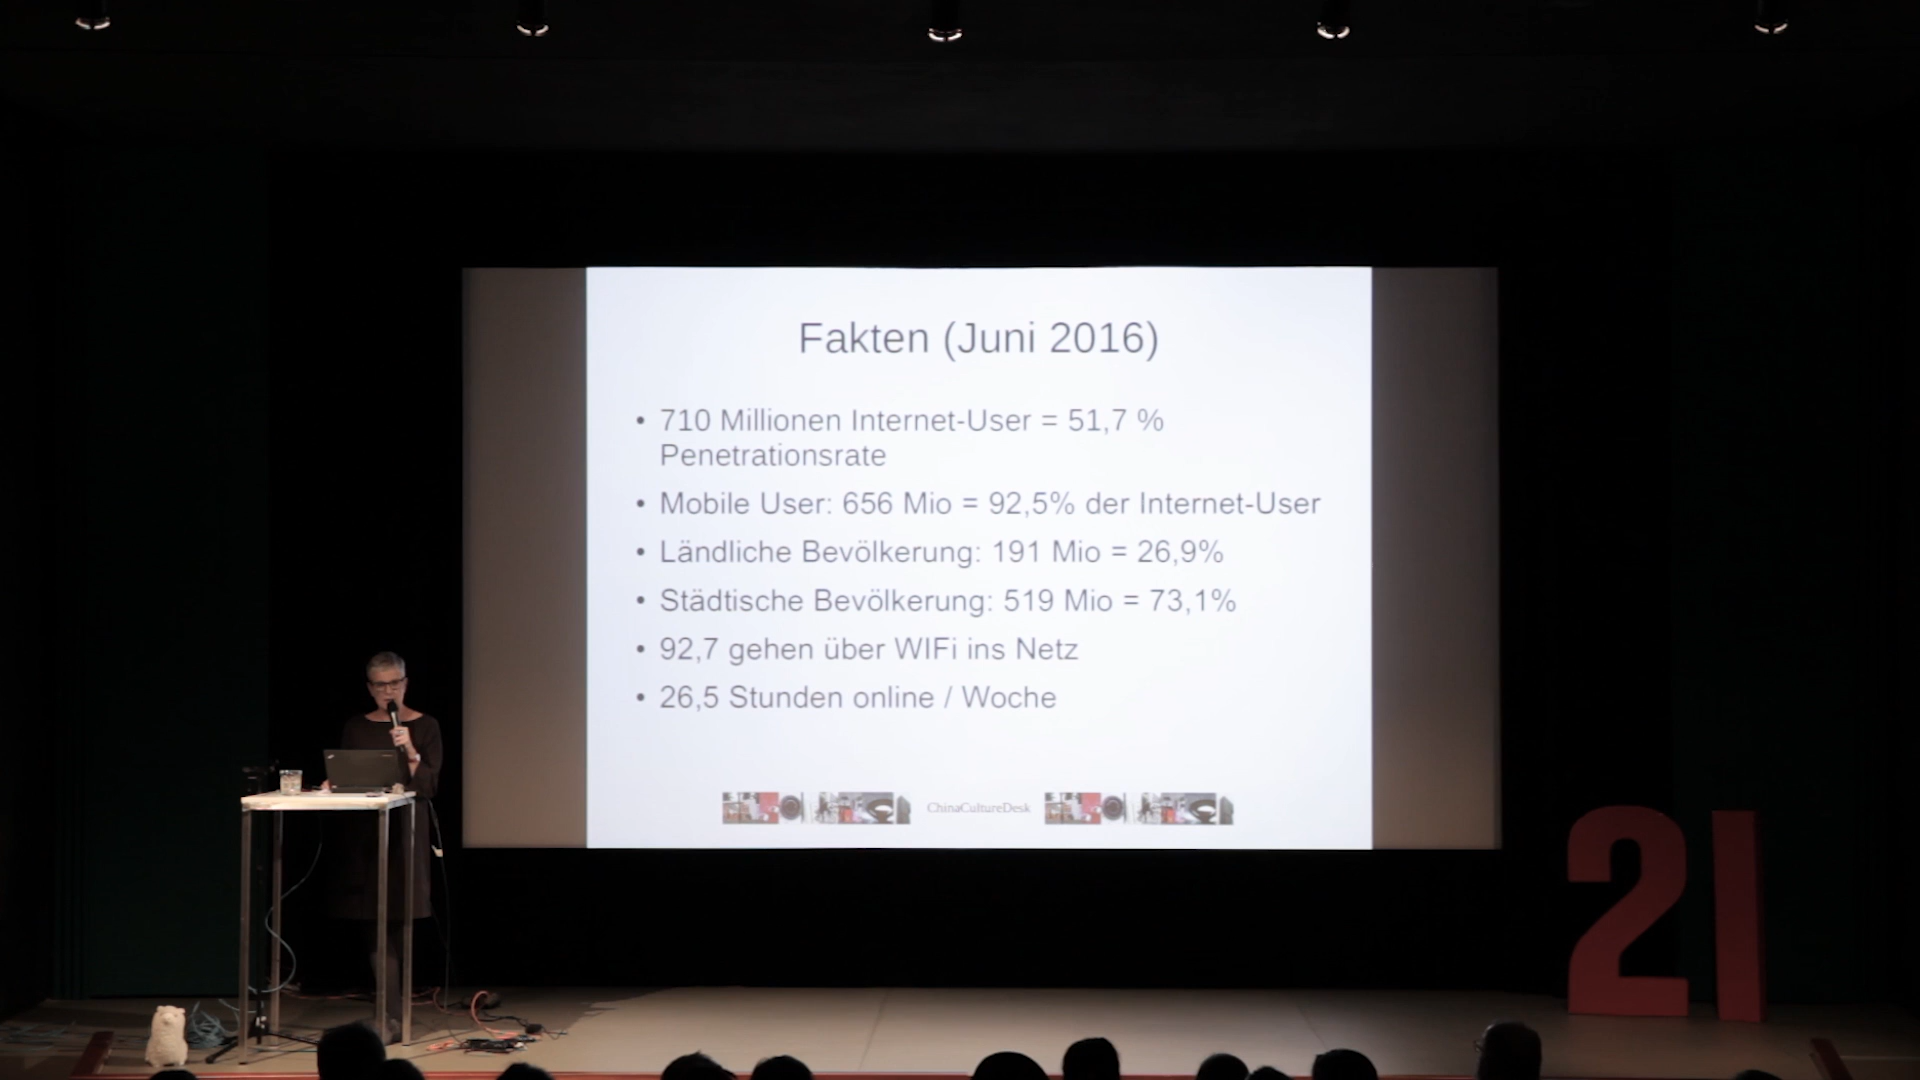 Fakten (Juni 2016)
• 710 Millionen Internet-User = 51,7 %
Penetrationsrate
• Mobile User: 656 Mio = 92,5% der Internet-User
• Ländliche Bevölkerung: 191 Mio = 26,9%
• Städtische Bevölkerung: 519 Mio = 73,1%
• 92,7 gehen über WIFi ins Netz
• 26,5 Stunden online / Woche
ChinaCultureDesk
21